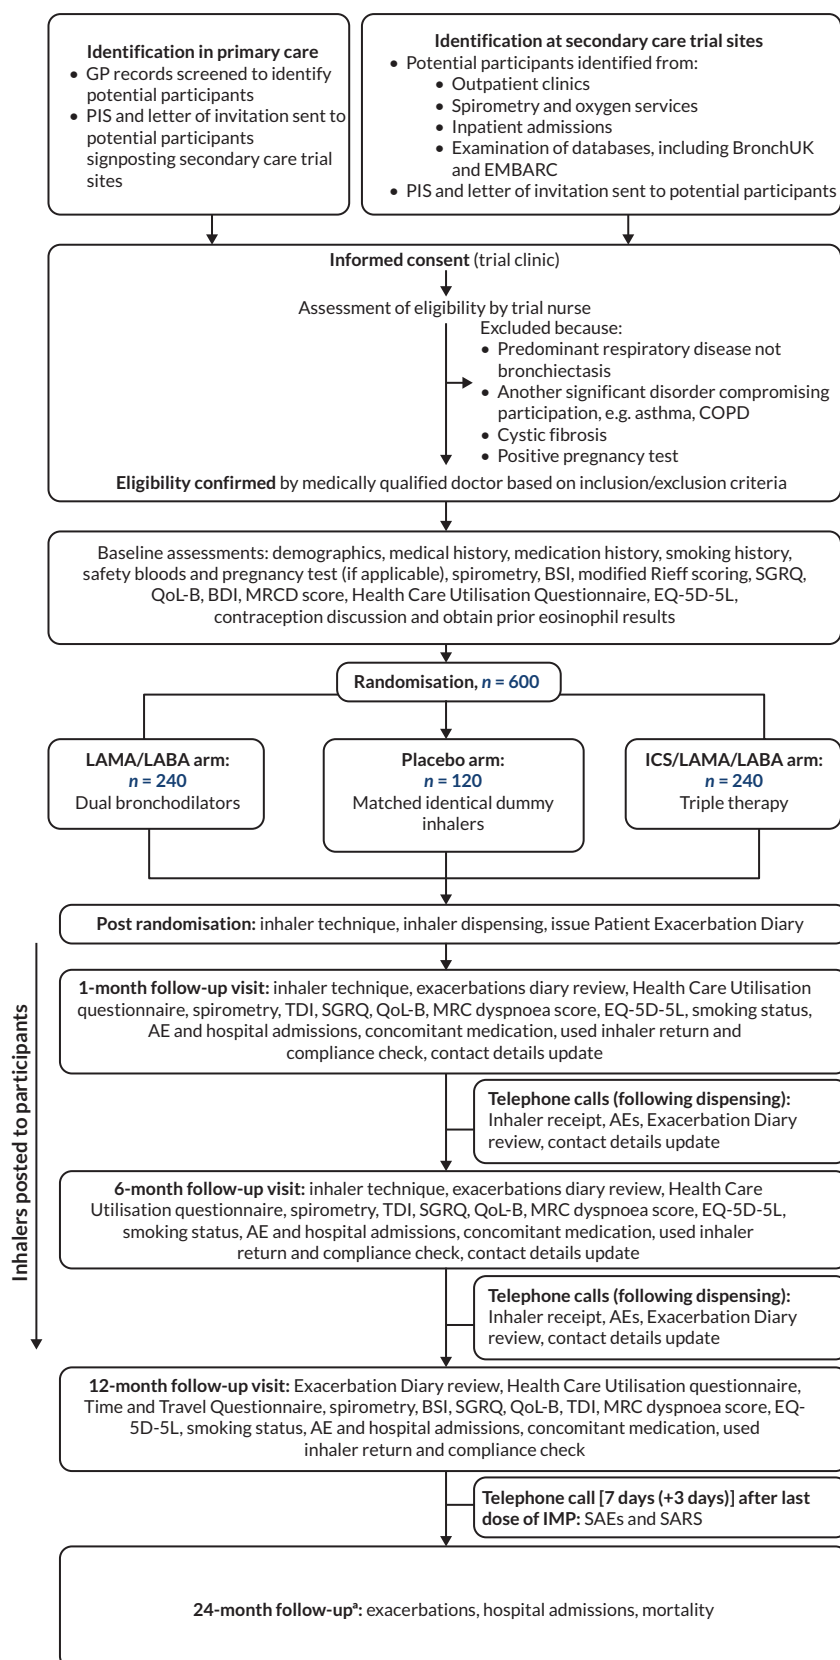 Identification in primary care
• GP records screened to identify
potential participants
• PIS and letter of invitation sent to
potential participants
signposting secondary care trial
sites
Identification at secondary care trial sites
• Potential participants identified from:
• Outpatient clinics
• Spirometry and oxygen services
• Inpatient admissions
• Examination of databases, including BronchUK
and EMBARC
• PIS and letter of invitation sent to potential participants
Informed consent (trial clinic)
Assessment of eligibility by trial nurse
Excluded because:
• Predominant respiratory disease not
bronchiectasis
• Another significant disorder compromising
participation, e.g. asthma, COPD
• Cystic fibrosis
• Positive pregnancy test
Eligibility confirmed by medically qualified doctor based on inclusion/exclusion criteria
Baseline assessments: demographics, medical history, medication history, smoking history,
safety bloods and pregnancy test (if applicable), spirometry, BSI, modified Rieff scoring, SGRQ,
QoL-B, BDI, MRCD score, Health Care Utilisation Questionnaire, EQ-5D-5L,
contraception discussion and obtain prior eosinophil results
Randomisation, n = 600
LAMA/LABA arm:
n = 240
Dual bronchodilators
Placebo arm:
n = 120
Matched identical dummy
inhalers
ICS/LAMA/LABA arm:
n = 240
Triple therapy
Post randomisation: inhaler technique, inhaler dispensing, issue Patient Exacerbation Diary
Inhalers posted to participants
1-month follow-up visit: inhaler technique, exacerbations diary review, Health Care Utilisation
questionnaire, spirometry, TDI, SGRQ, QoL-B, MRC dyspnoea score, EQ-5D-5L, smoking status,
AE and hospital admissions, concomitant medication, used inhaler return and
compliance check, contact details update
Telephone calls (following dispensing):
Inhaler receipt, AEs, Exacerbation Diary
review, contact details update
6-month follow-up visit: inhaler technique, exacerbations diary review, Health Care
Utilisation questionnaire, spirometry, TDI, SGRQ, QoL-B, MRC dyspnoea score, EQ-5D-5L,
smoking status, AE and hospital admissions, concomitant medication, used inhaler
return and compliance check, contact details update
Telephone calls (following dispensing):
Inhaler receipt, AEs, Exacerbation Diary
review, contact details update
12-month follow-up visit: Exacerbation Diary review, Health Care Utilisation questionnaire,
Time and Travel Questionnaire, spirometry, BSI, SGRQ, QoL-B, TDI, MRC dyspnoea score, EQ-
5D-5L, smoking status, AE and hospital admissions, concomitant medication, used
inhaler return and compliance check
Telephone call [7 days (+3 days)] after last
dose of IMP: SAEs and SARS
24-month follow-upᵃ: exacerbations, hospital admissions, mortality